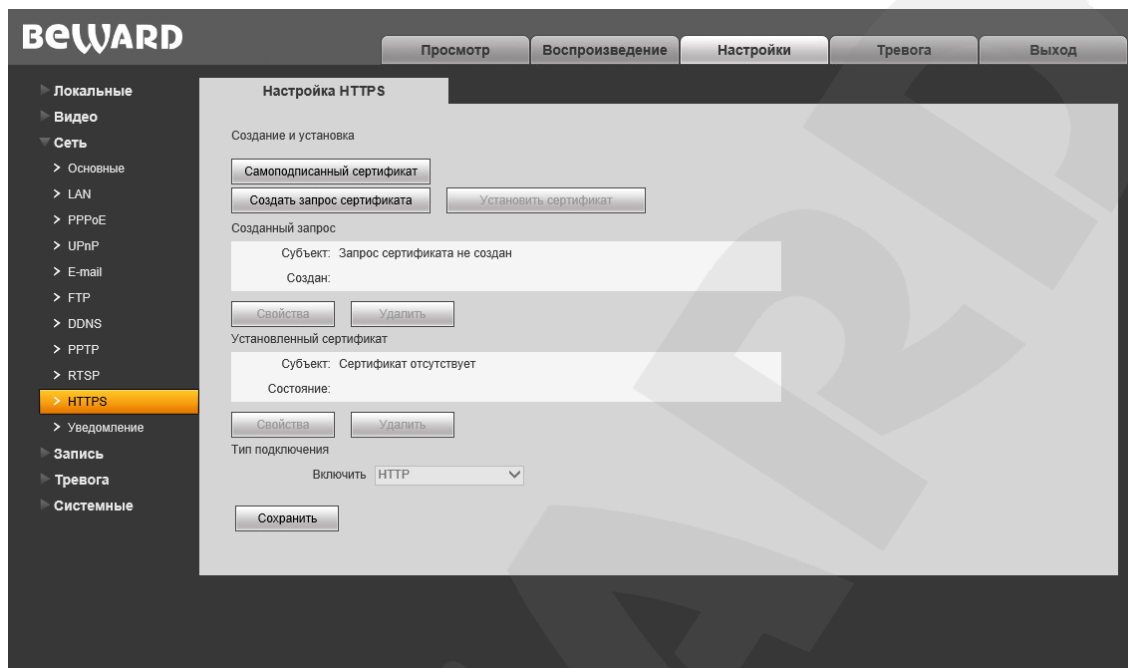 BEWARD
Просмотр Воспроизведение Настройки Тревога Выход
Локальные
Видео
Сеть
> Основные
> LAN
> PPPoE
> UPnP
> E-mail
> FTP
> DDNS
> PPTP
> RTSP
> HTTPS
> Уведомление
Запись
Тревога
Системные
Настройка HTTPS
Создание и установка
Самоподписанный сертификат
Создать запрос сертификата Установить сертификат
Созданный запрос
Субъект: Запрос сертификата не создан
Создан:
Свойства Удалить
Установленный сертификат
Субъект: Сертификат отсутствует
Состояние:
Свойства Удалить
Тип подключения
Включить HTTP
Сохранить